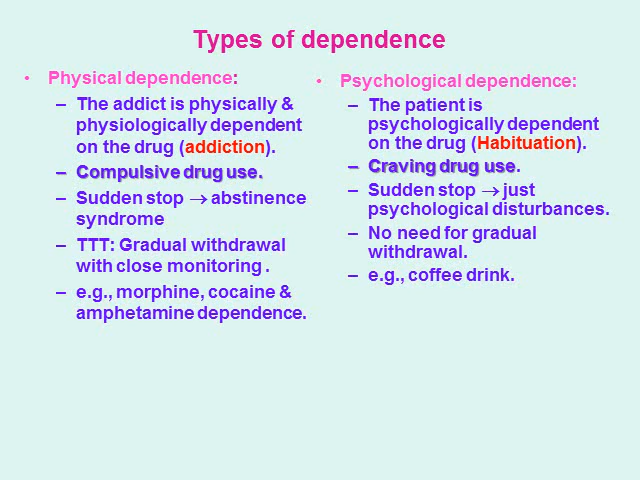 Types of dependence
• Physical dependence:
– The addict is physically &
physiologically dependent
on the drug (addiction).
– Compulsive drug use.
– Sudden stop → abstinence
syndrome
– TTT: Gradual withdrawal
with close monitoring .
– e.g., morphine, cocaine &
amphetamine dependence.
• Psychological dependence:
– The patient is
psychologically dependent
on the drug (Habituation).
– Craving drug use.
– Sudden stop → just
psychological disturbances.
– No need for gradual
withdrawal.
– e.g., coffee drink.